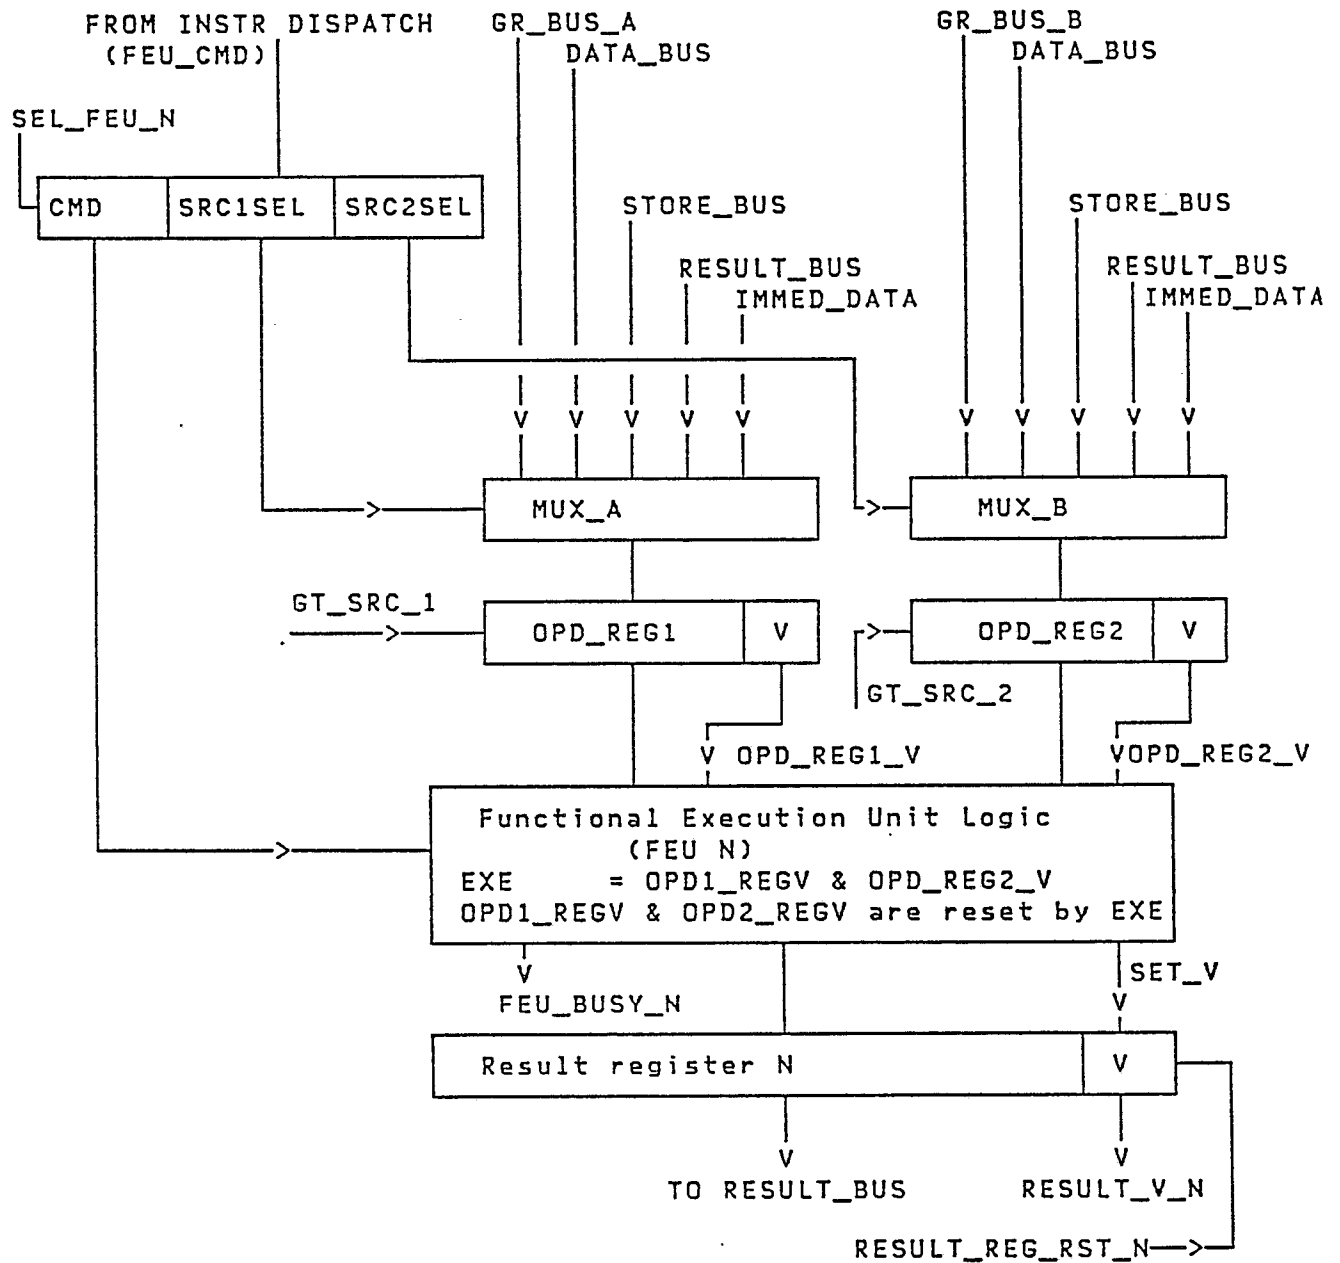 FROM INSTR DISPATCH
(FEU_CMD)
GR_BUS_A
DATA_BUS
GR_BUS_B
DATA_BUS
SEL_FEU_N
CMD
SRC1SEL
SRC2SEL
STORE_BUS
RESULT_BUS
IMMED_DATA
STORE_BUS
RESULT_BUS
IMMED_DATA
V V V V V
V V V V V
> MUX_A
> MUX_B
GT_SRC_1
>
OPD_REG1
V
>
OPD_REG2
V
GT_SRC_2
V OPD_REG1_V
VOPD_REG2_V
Functional Execution Unit Logic
(FEU N)
>
EXE = OPD1_REGV & OPD_REG2_V
OPD1_REGV & OPD2_REGV are reset by EXE
V
FEU_BUSY_N
SET_V
V
Result register N
V
V
V
TO RESULT_BUS
RESULT_V_N
RESULT_REG_RST_N >